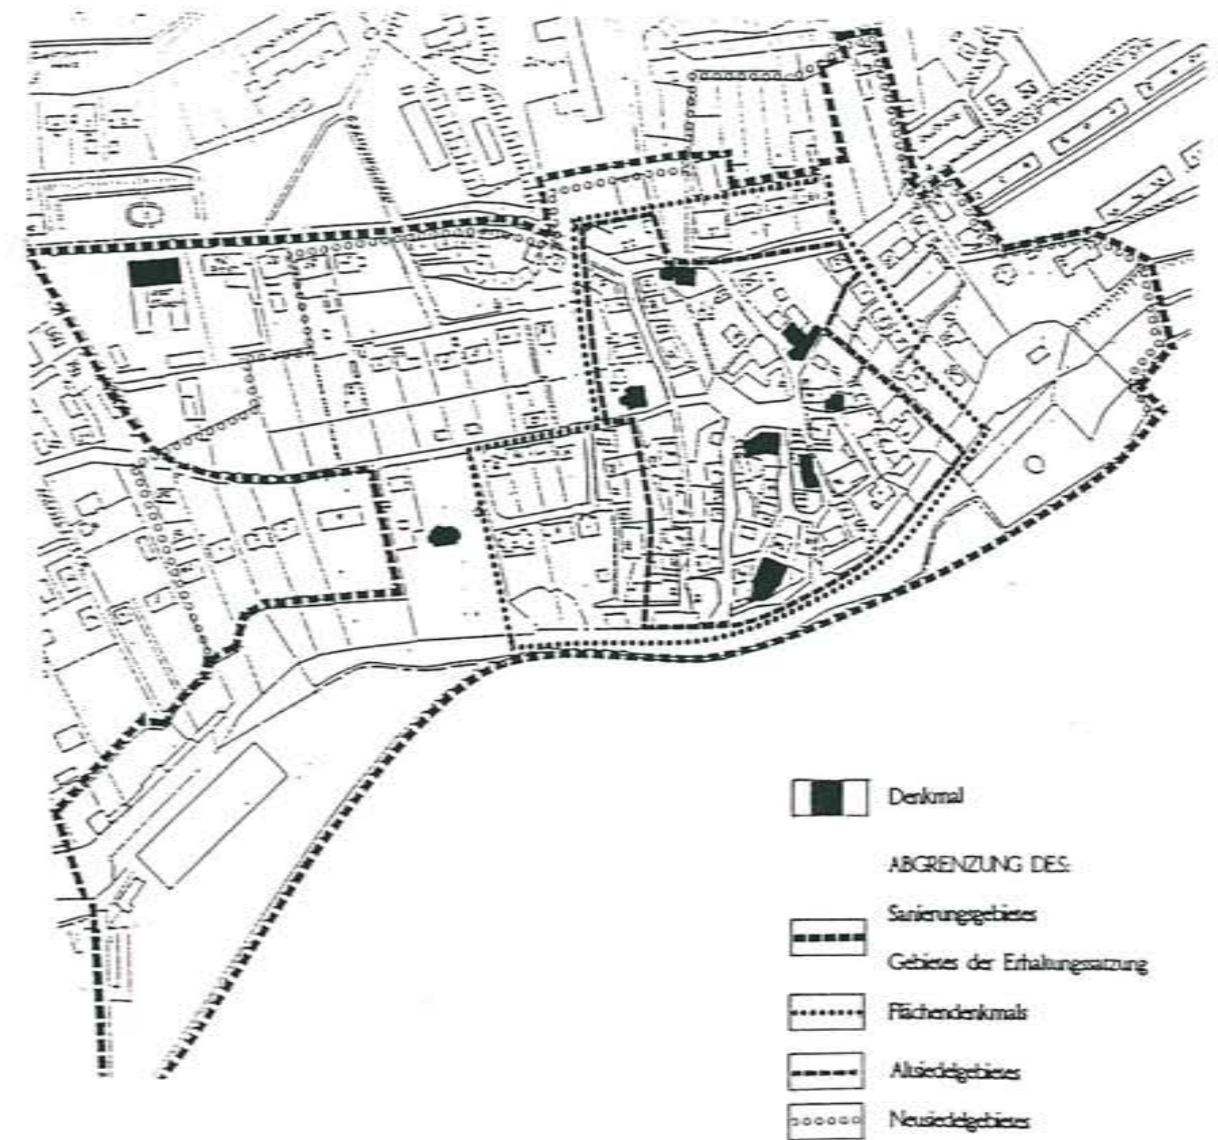 Denkmal
ABGRENZUNG DES:
Sanierungsgebietes
Gebietes der Erhaltungssatzung
Flächendenkmals
Altsiedelgebietes
Neusiedelgebietes